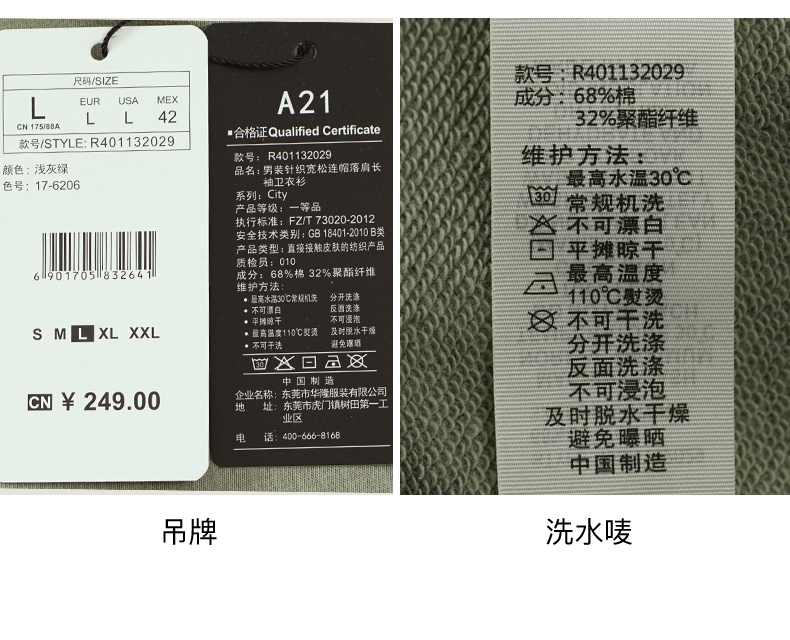 尺码/SIZE
L
CN 175/88A
EUR
L
USA
L
MEX
42
款号/STYLE: R401132029
颜色: 浅灰绿
色号: 17-6206
6 901705 832641
S M L XL XXL
CN ¥ 249.00
A21
■合格证Qualified Certificate
款号: R401132029
品名: 男装针织宽松连帽落肩长
袖卫衣衫
系列: City
产品等级: 一等品
执行标准: FZ/T 73020-2012
安全技术类别: GB 18401-2010 B类
产品类型: 直接接触皮肤的纺织产品
质检员: 010
成分: 68%棉 32%聚酯纤维
维护方法:
• 最高水温30℃常规机洗 分开洗涤
• 不可漂白 反面洗涤
• 平摊晾干 不可浸泡
• 最高温度110℃熨烫 及时脱水干燥
• 不可干洗 避免曝晒
30
中国制造
企业名称: 东莞市华隆服装有限公司
地 址: 东莞市虎门镇树田第一工
业区
电 话: 400-666-8168
款号: R401132029
成分: 68%棉
32%聚酯纤维
维护方法:
30
最高水温30℃
常规机洗
不可漂白
平摊晾干
最高温度
110℃熨烫
不可干洗
分开洗涤
反面洗涤
不可浸泡
及时脱水干燥
避免曝晒
中国制造
吊牌
洗水唛